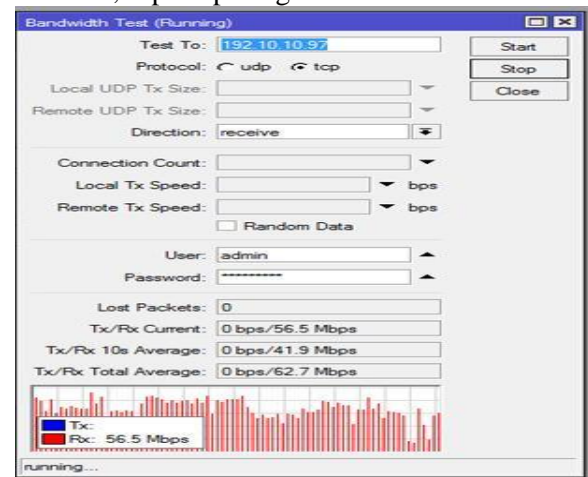 Bandwidth Test (Running)
Test To: 192.10.10.97
Start
Protocol: udp tcp
Stop
Local UDP Tx Size:
Close
Remote UDP Tx Size:
Direction: receive
Connection Count:
Local Tx Speed: bps
Remote Tx Speed: bps
Random Data
User: admin
Password: *********
Lost Packets: 0
Tx/Rx Current: 0 bps/56.5 Mbps
Tx/Rx 10s Average: 0 bps/41.9 Mbps
Tx/Rx Total Average: 0 bps/62.7 Mbps
Tx:
Rx: 56.5 Mbps
running...